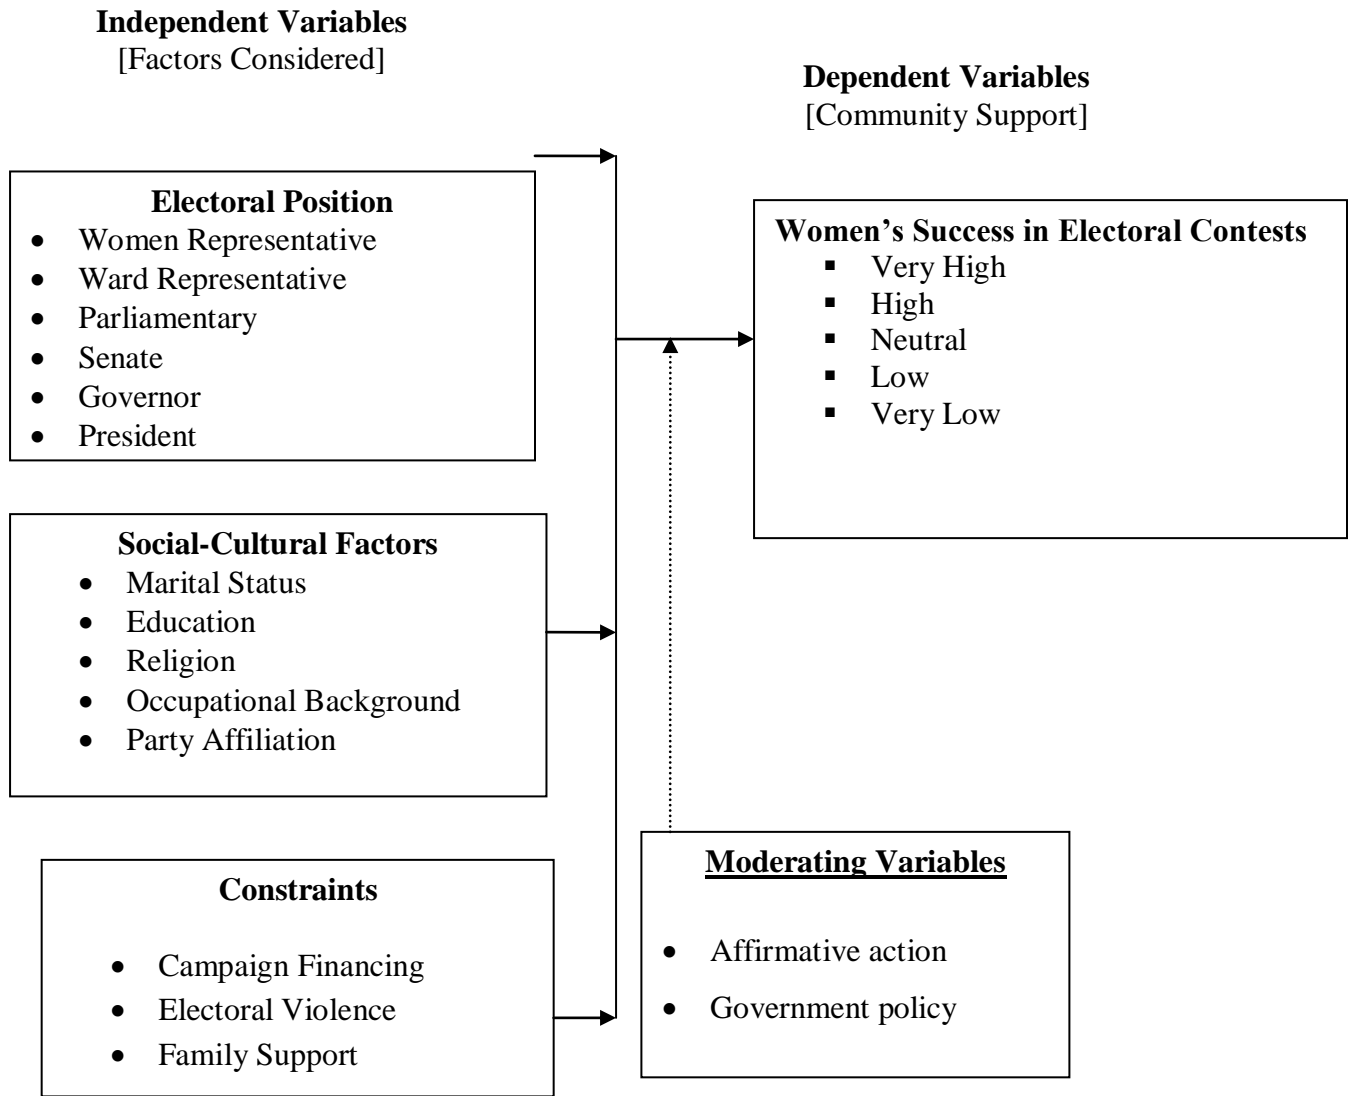 Independent Variables
[Factors Considered]
Dependent Variables
[Community Support]
Electoral Position
• Women Representative
• Ward Representative
• Parliamentary
• Senate
• Governor
• President
Women’s Success in Electoral Contests
▪ Very High
▪ High
▪ Neutral
▪ Low
▪ Very Low
Social-Cultural Factors
• Marital Status
• Education
• Religion
• Occupational Background
• Party Affiliation
Constraints
• Campaign Financing
• Electoral Violence
• Family Support
Moderating Variables
• Affirmative action
• Government policy